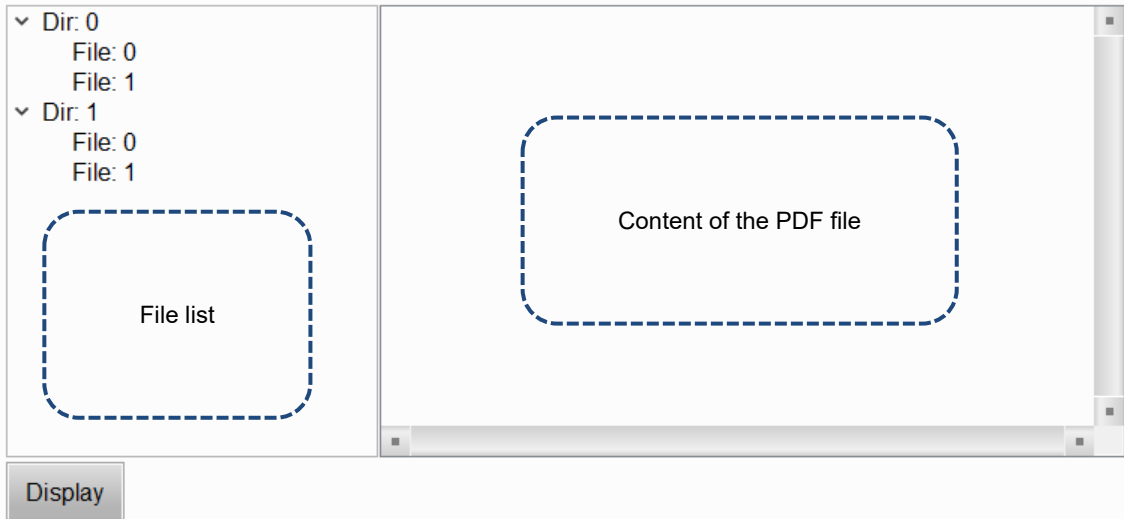 Dir: 0
File: 0
File: 1
Dir: 1
File: 0
File: 1
File list
Content of the PDF file
Display